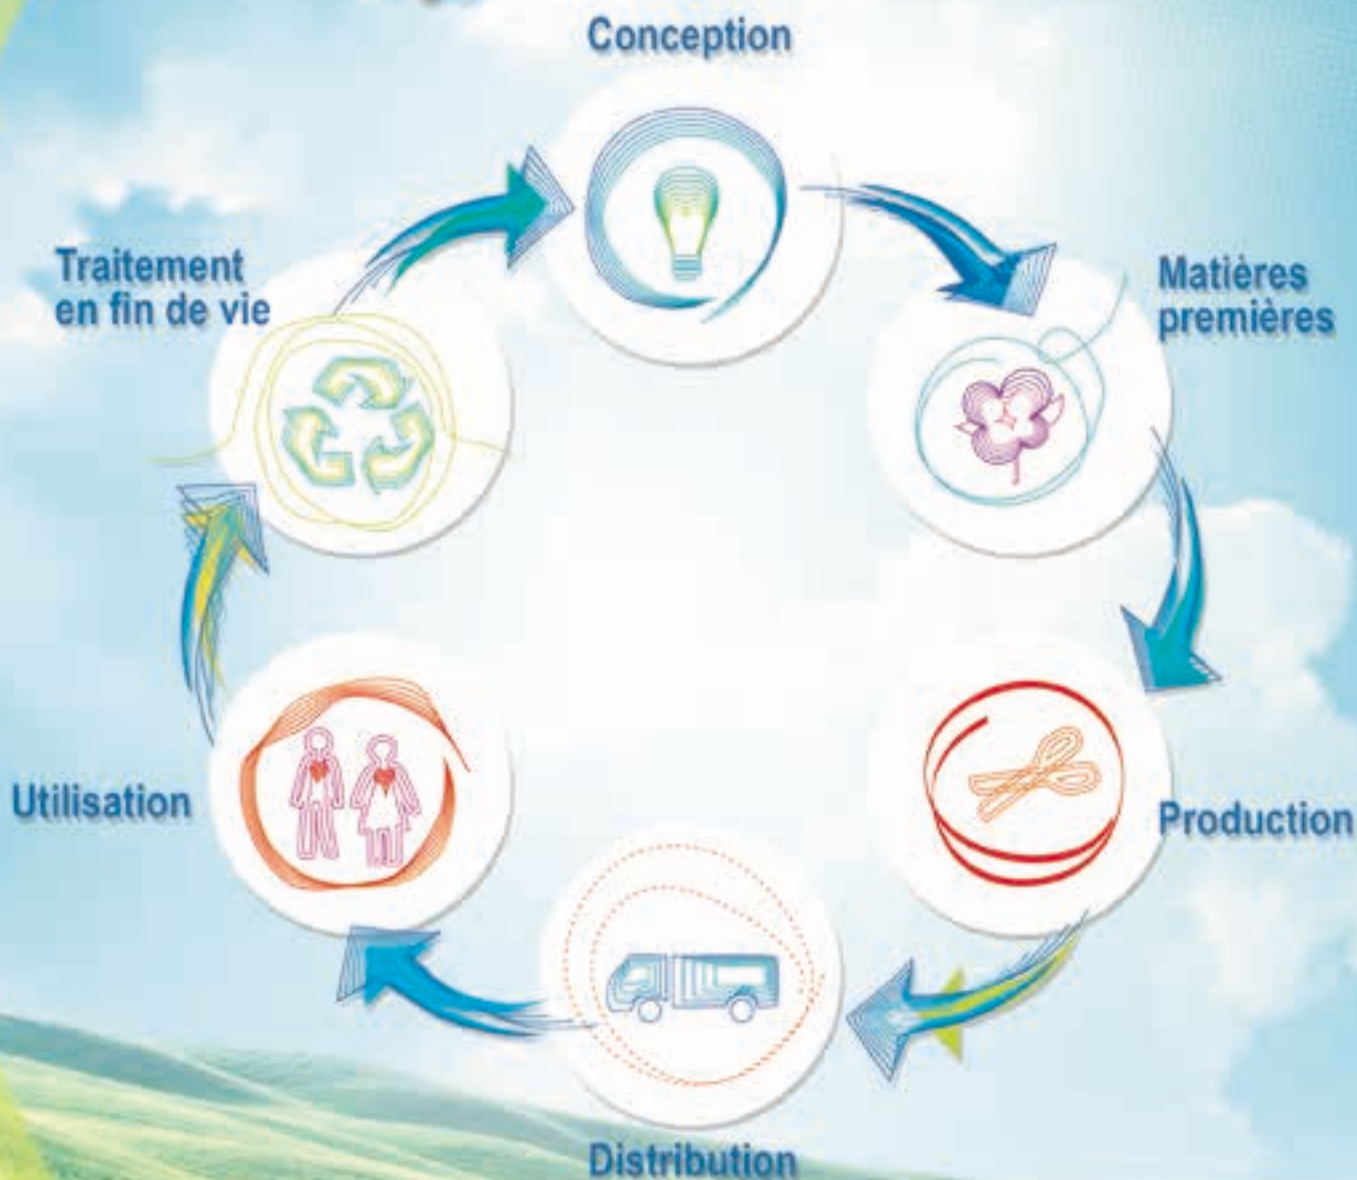 Conception
Matières
premières
Production
Distribution
Utilisation
Traitement
en fin de vie